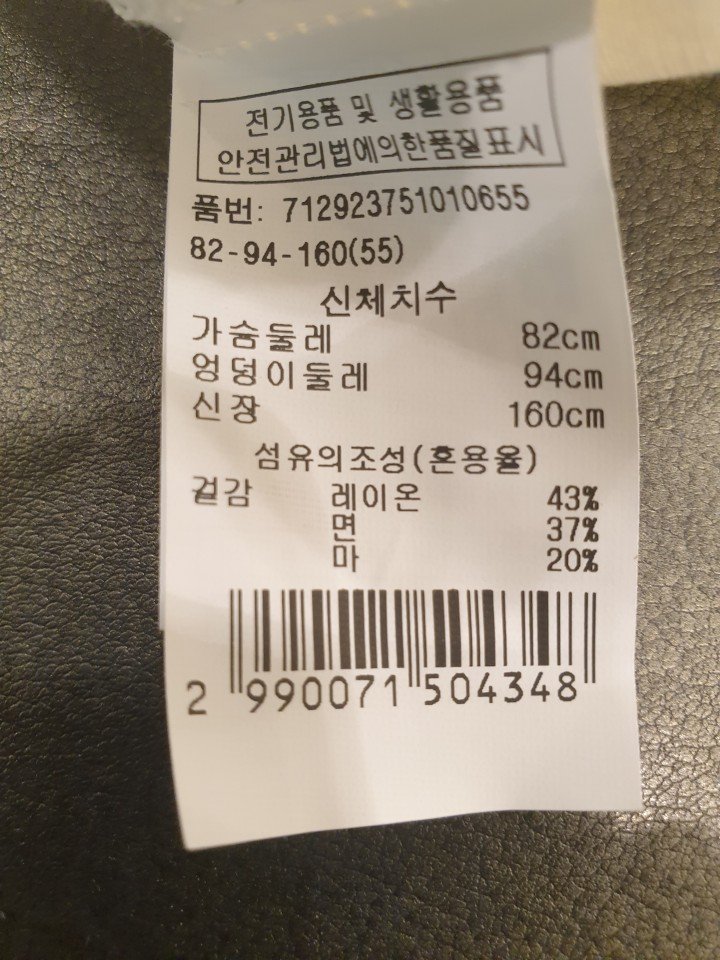 전기용품 및 생활용품
안전관리법에의한품질표시
품번: 712923751010655
82-94-160(55)
신체치수
가슴둘레 82cm
엉덩이둘레 94cm
신장 160cm
섬유의조성(혼용율)
겉감 레이온 43%
면 37%
마 20%
2 990071 504348